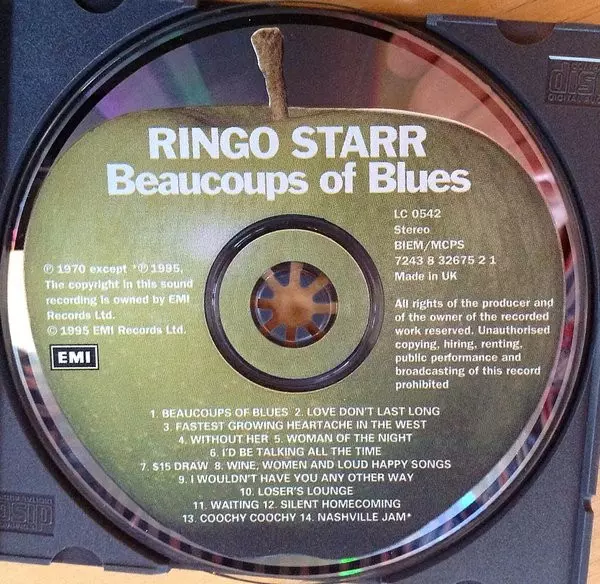 RINGO STARR
Beaucoups of Blues
LC 0542
Stereo
BIEM/MCPS
7243 8 32675 2 1
Made in UK
℗ 1970 except *℗ 1995,
The copyright in this sound
recording is owned by EMI
Records Ltd.
© 1995 EMI Records Ltd.
EMI
All rights of the producer and
of the owner of the recorded
work reserved. Unauthorised
copying, hiring, renting,
public performance and
broadcasting of this record
prohibited
1. BEAUCOUPS OF BLUES 2. LOVE DON'T LAST LONG
3. FASTEST GROWING HEARTACHE IN THE WEST
4. WITHOUT HER 5. WOMAN OF THE NIGHT
6. I'D BE TALKING ALL THE TIME
7. $15 DRAW 8. WINE, WOMEN AND LOUD HAPPY SONGS
9. I WOULDN'T HAVE YOU ANY OTHER WAY
10. LOSER'S LOUNGE
11. WAITING 12. SILENT HOMECOMING
13. COOCHY COOCHY 14. NASHVILLE JAM*